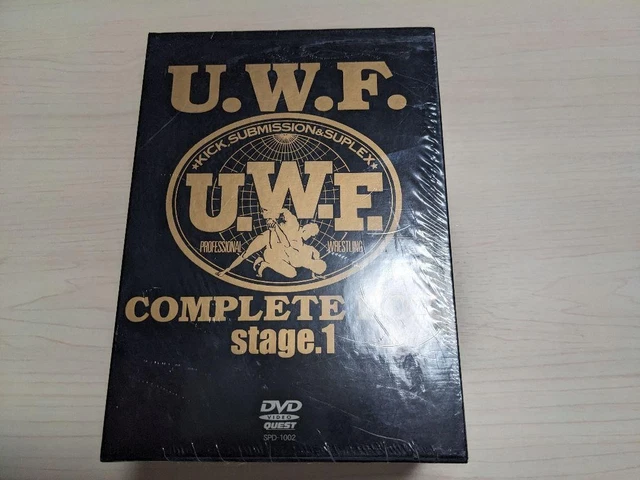 U.W.F.
★KICK, SUBMISSION & SUPLEX★
U.W.F.
PROFESSIONAL WRESTLING
COMPLETE
stage.1
DVD
VIDEO
QUEST
SPD-1002